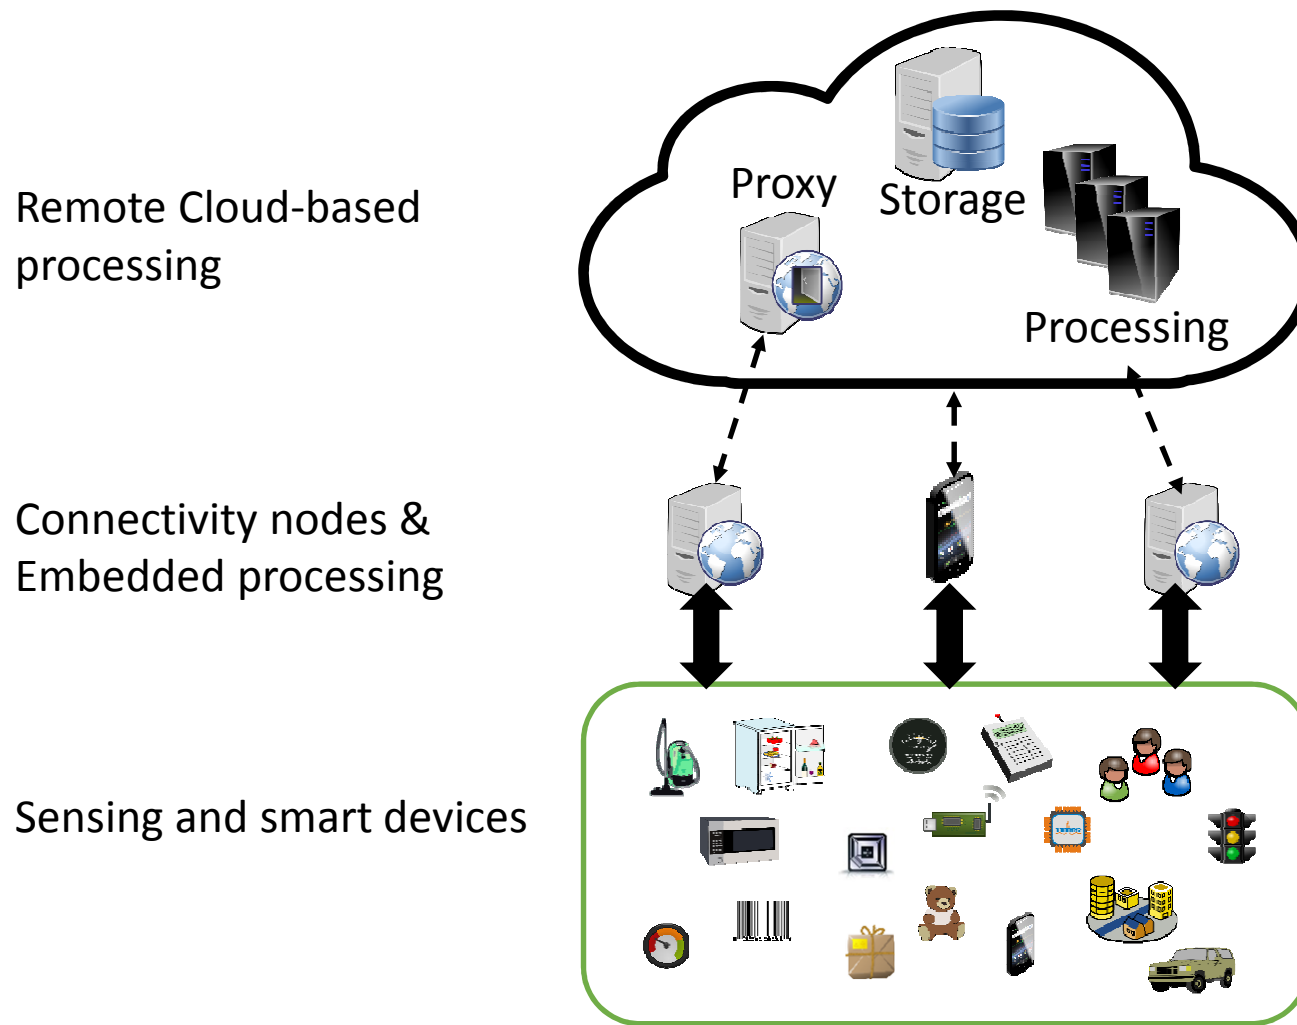 Remote Cloud-based
processing
Proxy
Storage
Processing
Connectivity nodes &
Embedded processing
Sensing and smart devices